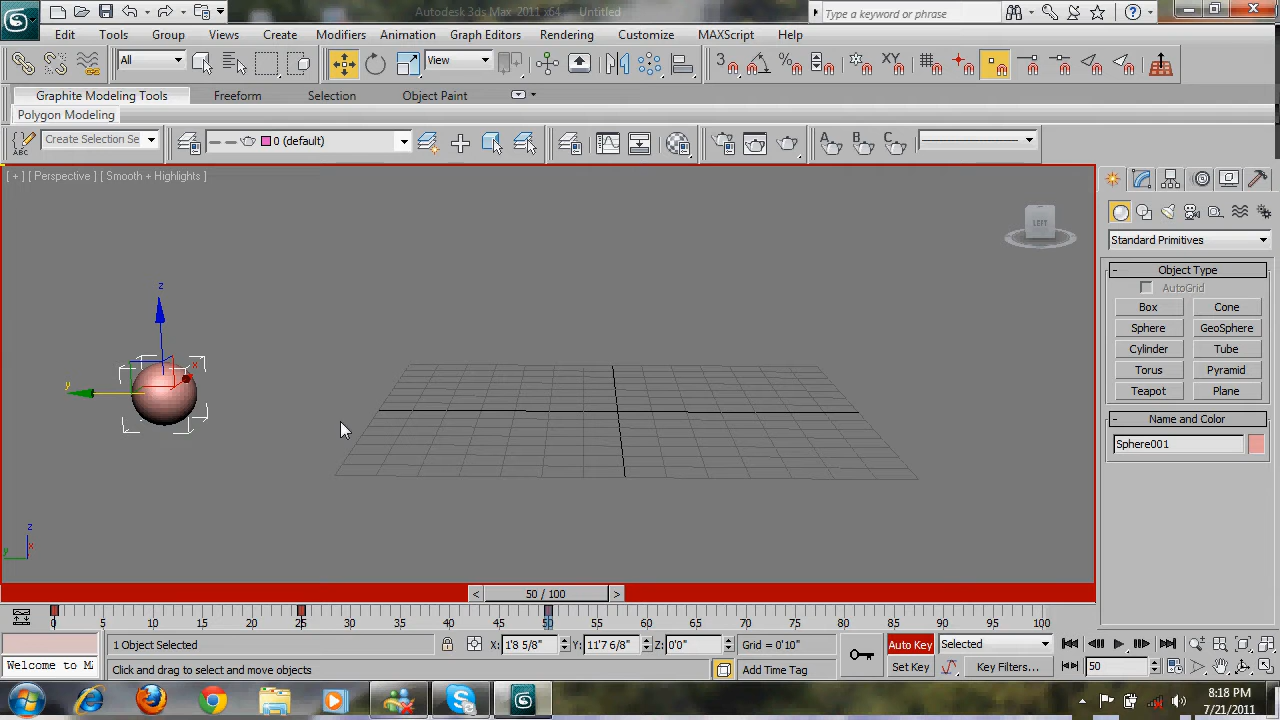 Autodesk 3ds Max 2011 x64 Untitled
Type a keyword or phrase
Edit Tools Group Views Create Modifiers Animation Graph Editors Rendering Customize MAXScript Help
All View 3 % XY
Graphite Modeling Tools Freeform Selection Object Paint
Polygon Modeling
ABC Create Selection Se 0 (default) A B C
[ + ] [ Perspective ] [ Smooth + Highlights ]
LEFT
Standard Primitives
Object Type
AutoGrid
Box Cone
Sphere GeoSphere
Cylinder Tube
Torus Pyramid
Teapot Plane
Name and Color
Sphere001
z
x
y
z
y x
< 50 / 100 >
0 5 10 15 20 25 30 35 40 45 50 55 60 65 70 75 80 85 90 95 100
1 Object Selected X: 1'8 5/8" Y: 11'7 6/8" Z: 0'0" Grid = 0'10" Auto Key Selected
Welcome to M Click and drag to select and move objects Add Time Tag Set Key Key Filters... 50
8:18 PM
7/21/2011